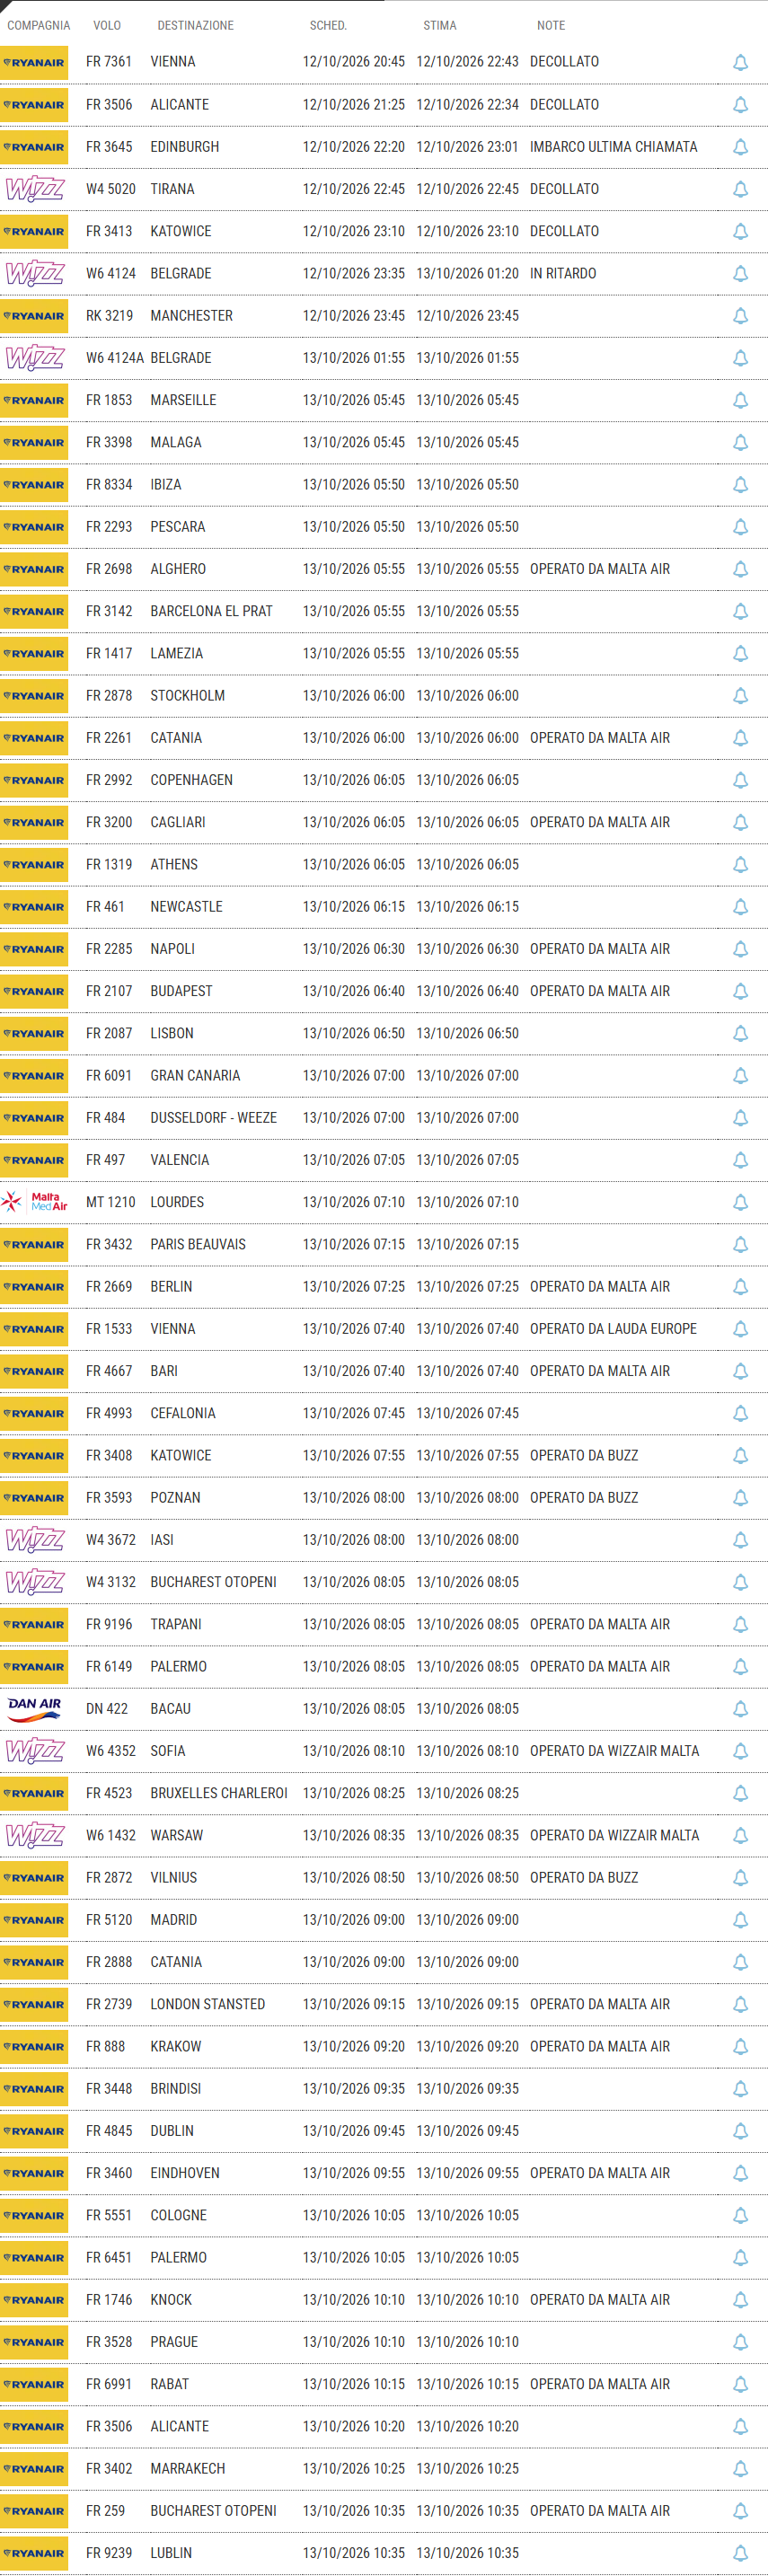 COMPAGNIA VOLO DESTINAZIONE SCHED. STIMA NOTE
RYANAIR FR 7361 VIENNA 12/10/2026 20:45 12/10/2026 22:43 DECOLLATO
RYANAIR FR 3506 ALICANTE 12/10/2026 21:25 12/10/2026 22:34 DECOLLATO
RYANAIR FR 3645 EDINBURGH 12/10/2026 22:20 12/10/2026 23:01 IMBARCO ULTIMA CHIAMATA
WIZZ W4 5020 TIRANA 12/10/2026 22:45 12/10/2026 22:45 DECOLLATO
RYANAIR FR 3413 KATOWICE 12/10/2026 23:10 12/10/2026 23:10 DECOLLATO
WIZZ W6 4124 BELGRADE 12/10/2026 23:35 13/10/2026 01:20 IN RITARDO
RYANAIR RK 3219 MANCHESTER 12/10/2026 23:45 12/10/2026 23:45
WIZZ W6 4124A BELGRADE 13/10/2026 01:55 13/10/2026 01:55
RYANAIR FR 1853 MARSEILLE 13/10/2026 05:45 13/10/2026 05:45
RYANAIR FR 3398 MALAGA 13/10/2026 05:45 13/10/2026 05:45
RYANAIR FR 8334 IBIZA 13/10/2026 05:50 13/10/2026 05:50
RYANAIR FR 2293 PESCARA 13/10/2026 05:50 13/10/2026 05:50
RYANAIR FR 2698 ALGHERO 13/10/2026 05:55 13/10/2026 05:55 OPERATO DA MALTA AIR
RYANAIR FR 3142 BARCELONA EL PRAT 13/10/2026 05:55 13/10/2026 05:55
RYANAIR FR 1417 LAMEZIA 13/10/2026 05:55 13/10/2026 05:55
RYANAIR FR 2878 STOCKHOLM 13/10/2026 06:00 13/10/2026 06:00
RYANAIR FR 2261 CATANIA 13/10/2026 06:00 13/10/2026 06:00 OPERATO DA MALTA AIR
RYANAIR FR 2992 COPENHAGEN 13/10/2026 06:05 13/10/2026 06:05
RYANAIR FR 3200 CAGLIARI 13/10/2026 06:05 13/10/2026 06:05 OPERATO DA MALTA AIR
RYANAIR FR 1319 ATHENS 13/10/2026 06:05 13/10/2026 06:05
RYANAIR FR 461 NEWCASTLE 13/10/2026 06:15 13/10/2026 06:15
RYANAIR FR 2285 NAPOLI 13/10/2026 06:30 13/10/2026 06:30 OPERATO DA MALTA AIR
RYANAIR FR 2107 BUDAPEST 13/10/2026 06:40 13/10/2026 06:40 OPERATO DA MALTA AIR
RYANAIR FR 2087 LISBON 13/10/2026 06:50 13/10/2026 06:50
RYANAIR FR 6091 GRAN CANARIA 13/10/2026 07:00 13/10/2026 07:00
RYANAIR FR 484 DUSSELDORF - WEEZE 13/10/2026 07:00 13/10/2026 07:00
RYANAIR FR 497 VALENCIA 13/10/2026 07:05 13/10/2026 07:05
Malta MedAir MT 1210 LOURDES 13/10/2026 07:10 13/10/2026 07:10
RYANAIR FR 3432 PARIS BEAUVAIS 13/10/2026 07:15 13/10/2026 07:15
RYANAIR FR 2669 BERLIN 13/10/2026 07:25 13/10/2026 07:25 OPERATO DA MALTA AIR
RYANAIR FR 1533 VIENNA 13/10/2026 07:40 13/10/2026 07:40 OPERATO DA LAUDA EUROPE
RYANAIR FR 4667 BARI 13/10/2026 07:40 13/10/2026 07:40 OPERATO DA MALTA AIR
RYANAIR FR 4993 CEFALONIA 13/10/2026 07:45 13/10/2026 07:45
RYANAIR FR 3408 KATOWICE 13/10/2026 07:55 13/10/2026 07:55 OPERATO DA BUZZ
RYANAIR FR 3593 POZNAN 13/10/2026 08:00 13/10/2026 08:00 OPERATO DA BUZZ
WIZZ W4 3672 IASI 13/10/2026 08:00 13/10/2026 08:00
WIZZ W4 3132 BUCHAREST OTOPENI 13/10/2026 08:05 13/10/2026 08:05
RYANAIR FR 9196 TRAPANI 13/10/2026 08:05 13/10/2026 08:05 OPERATO DA MALTA AIR
RYANAIR FR 6149 PALERMO 13/10/2026 08:05 13/10/2026 08:05 OPERATO DA MALTA AIR
DAN AIR DN 422 BACAU 13/10/2026 08:05 13/10/2026 08:05
WIZZ W6 4352 SOFIA 13/10/2026 08:10 13/10/2026 08:10 OPERATO DA WIZZAIR MALTA
RYANAIR FR 4523 BRUXELLES CHARLEROI 13/10/2026 08:25 13/10/2026 08:25
WIZZ W6 1432 WARSAW 13/10/2026 08:35 13/10/2026 08:35 OPERATO DA WIZZAIR MALTA
RYANAIR FR 2872 VILNIUS 13/10/2026 08:50 13/10/2026 08:50 OPERATO DA BUZZ
RYANAIR FR 5120 MADRID 13/10/2026 09:00 13/10/2026 09:00
RYANAIR FR 2888 CATANIA 13/10/2026 09:00 13/10/2026 09:00
RYANAIR FR 2739 LONDON STANSTED 13/10/2026 09:15 13/10/2026 09:15 OPERATO DA MALTA AIR
RYANAIR FR 888 KRAKOW 13/10/2026 09:20 13/10/2026 09:20 OPERATO DA MALTA AIR
RYANAIR FR 3448 BRINDISI 13/10/2026 09:35 13/10/2026 09:35
RYANAIR FR 4845 DUBLIN 13/10/2026 09:45 13/10/2026 09:45
RYANAIR FR 3460 EINDHOVEN 13/10/2026 09:55 13/10/2026 09:55 OPERATO DA MALTA AIR
RYANAIR FR 5551 COLOGNE 13/10/2026 10:05 13/10/2026 10:05
RYANAIR FR 6451 PALERMO 13/10/2026 10:05 13/10/2026 10:05
RYANAIR FR 1746 KNOCK 13/10/2026 10:10 13/10/2026 10:10 OPERATO DA MALTA AIR
RYANAIR FR 3528 PRAGUE 13/10/2026 10:10 13/10/2026 10:10
RYANAIR FR 6991 RABAT 13/10/2026 10:15 13/10/2026 10:15 OPERATO DA MALTA AIR
RYANAIR FR 3506 ALICANTE 13/10/2026 10:20 13/10/2026 10:20
RYANAIR FR 3402 MARRAKECH 13/10/2026 10:25 13/10/2026 10:25
RYANAIR FR 259 BUCHAREST OTOPENI 13/10/2026 10:35 13/10/2026 10:35 OPERATO DA MALTA AIR
RYANAIR FR 9239 LUBLIN 13/10/2026 10:35 13/10/2026 10:35